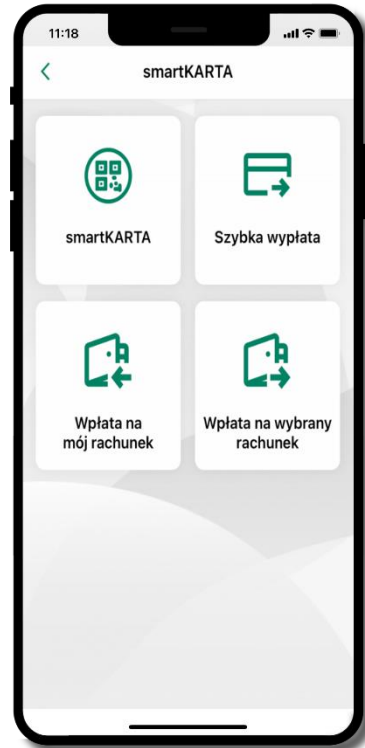 11:18
smartKARTA
smartKARTA
Szybka wypłata
Wpłata na
mój rachunek
Wpłata na wybrany
rachunek